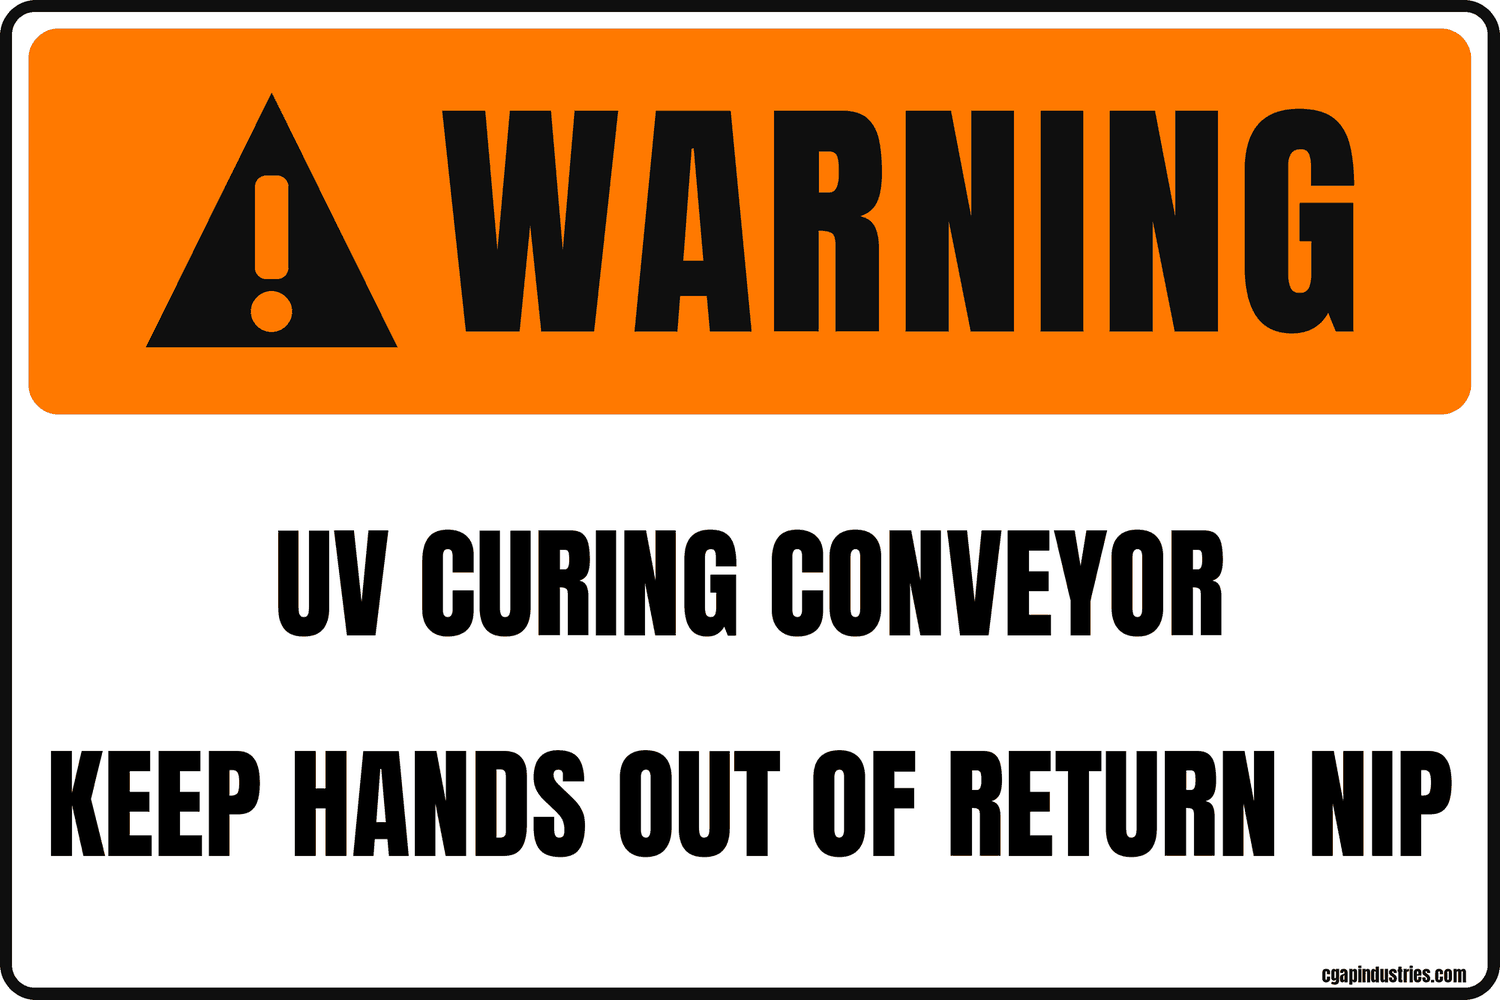 WARNING
UV CURING CONVEYOR
KEEP HANDS OUT OF RETURN NIP
cgapindustries.com